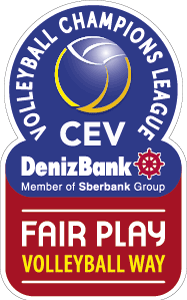 VOLLEYBALL CHAMPIONS LEAGUE
CEV
DenizBank
Member of Sberbank Group
FAIR PLAY
VOLLEYBALL WAY